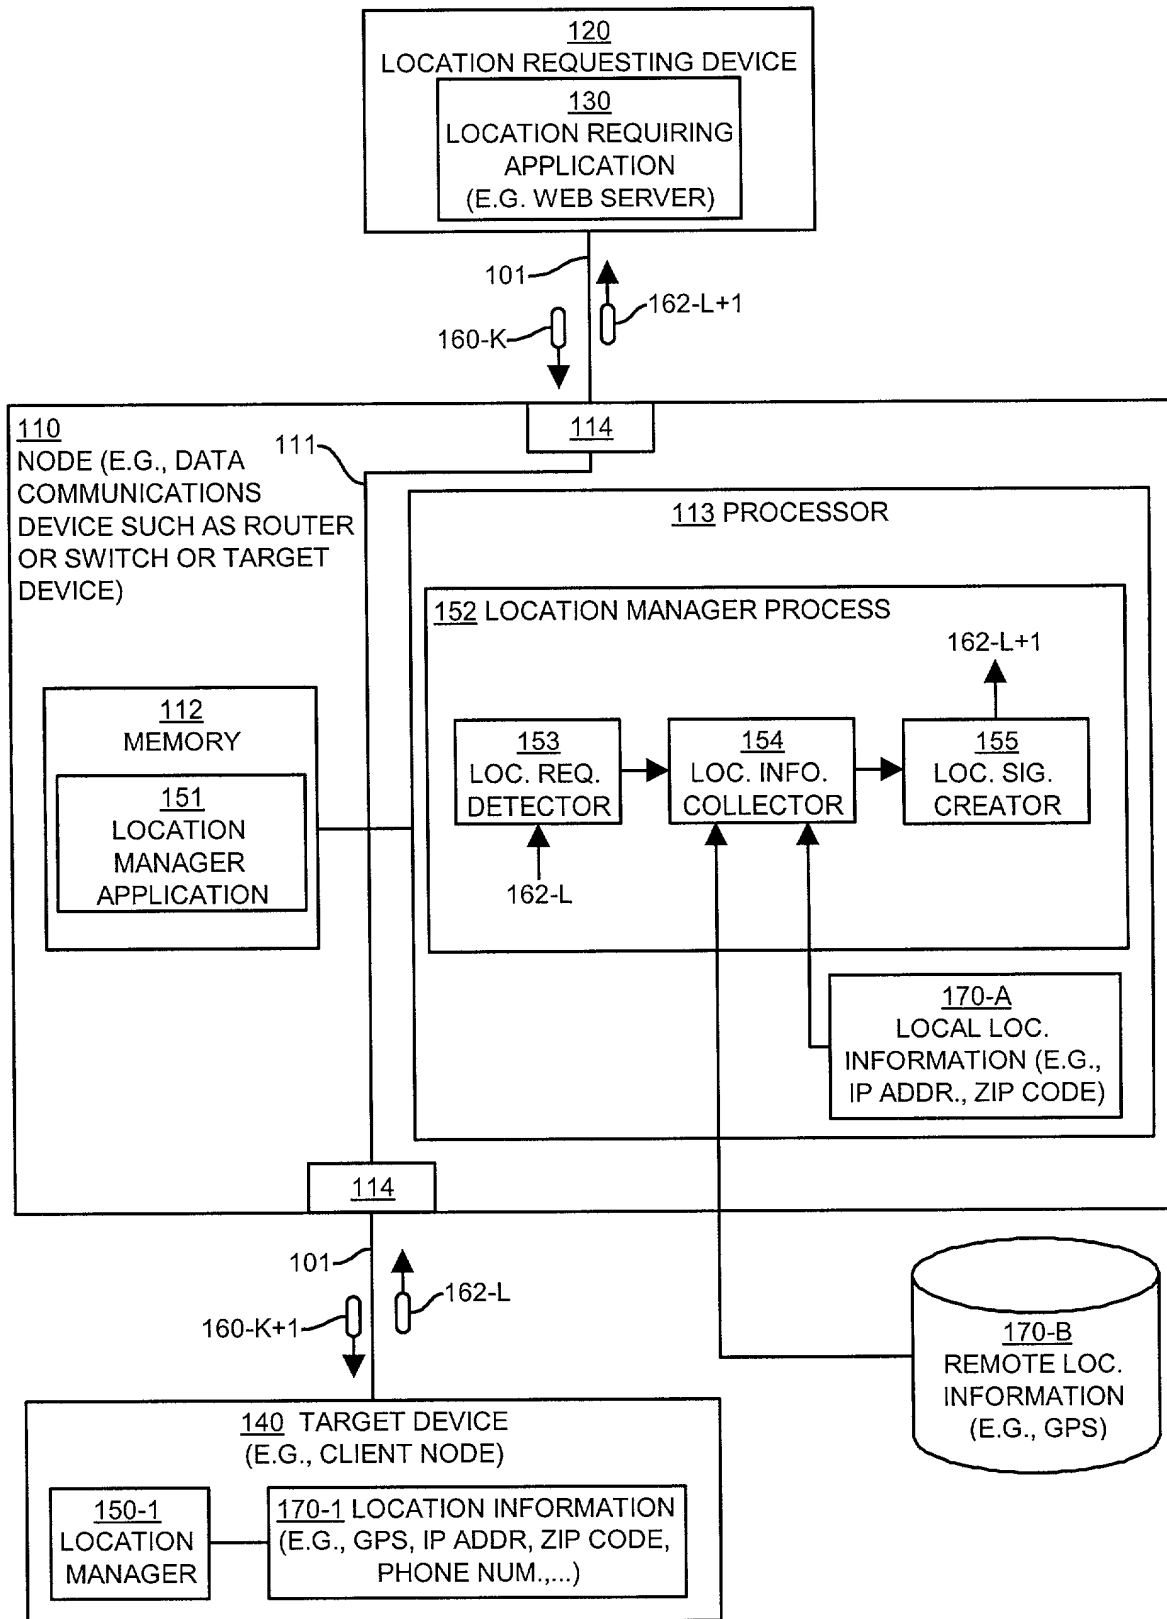 120
LOCATION REQUESTING DEVICE
130
LOCATION REQUIRING
APPLICATION
(E.G. WEB SERVER)
101
162-L+1
160-K
114
110
NODE (E.G., DATA
COMMUNICATIONS
DEVICE SUCH AS ROUTER
OR SWITCH OR TARGET
DEVICE)
111
113 PROCESSOR
152 LOCATION MANAGER PROCESS
162-L+1
112
MEMORY
151
LOCATION
MANAGER
APPLICATION
153
LOC. REQ.
DETECTOR
154
LOC. INFO.
COLLECTOR
155
LOC. SIG.
CREATOR
162-L
170-A
LOCAL LOC.
INFORMATION (E.G.,
IP ADDR., ZIP CODE)
114
101
162-L
160-K+1
170-B
REMOTE LOC.
INFORMATION
(E.G., GPS)
140 TARGET DEVICE
(E.G., CLIENT NODE)
150-1
LOCATION
MANAGER
170-1 LOCATION INFORMATION
(E.G., GPS, IP ADDR, ZIP CODE,
PHONE NUM.,...)